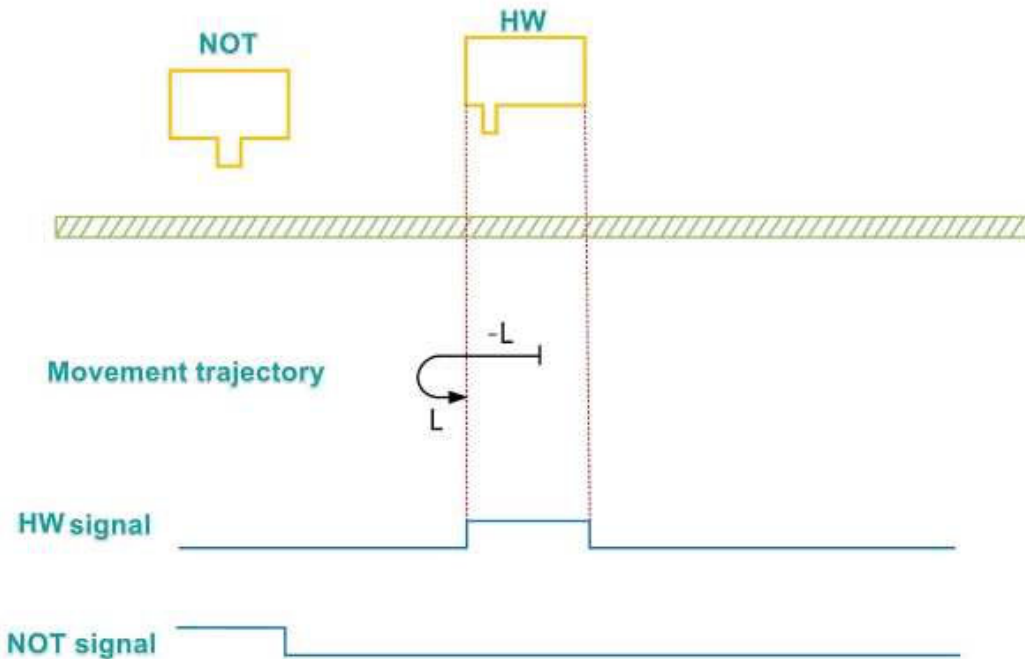 HW
NOT
-L
Movement trajectory
L
HW signal
NOT signal